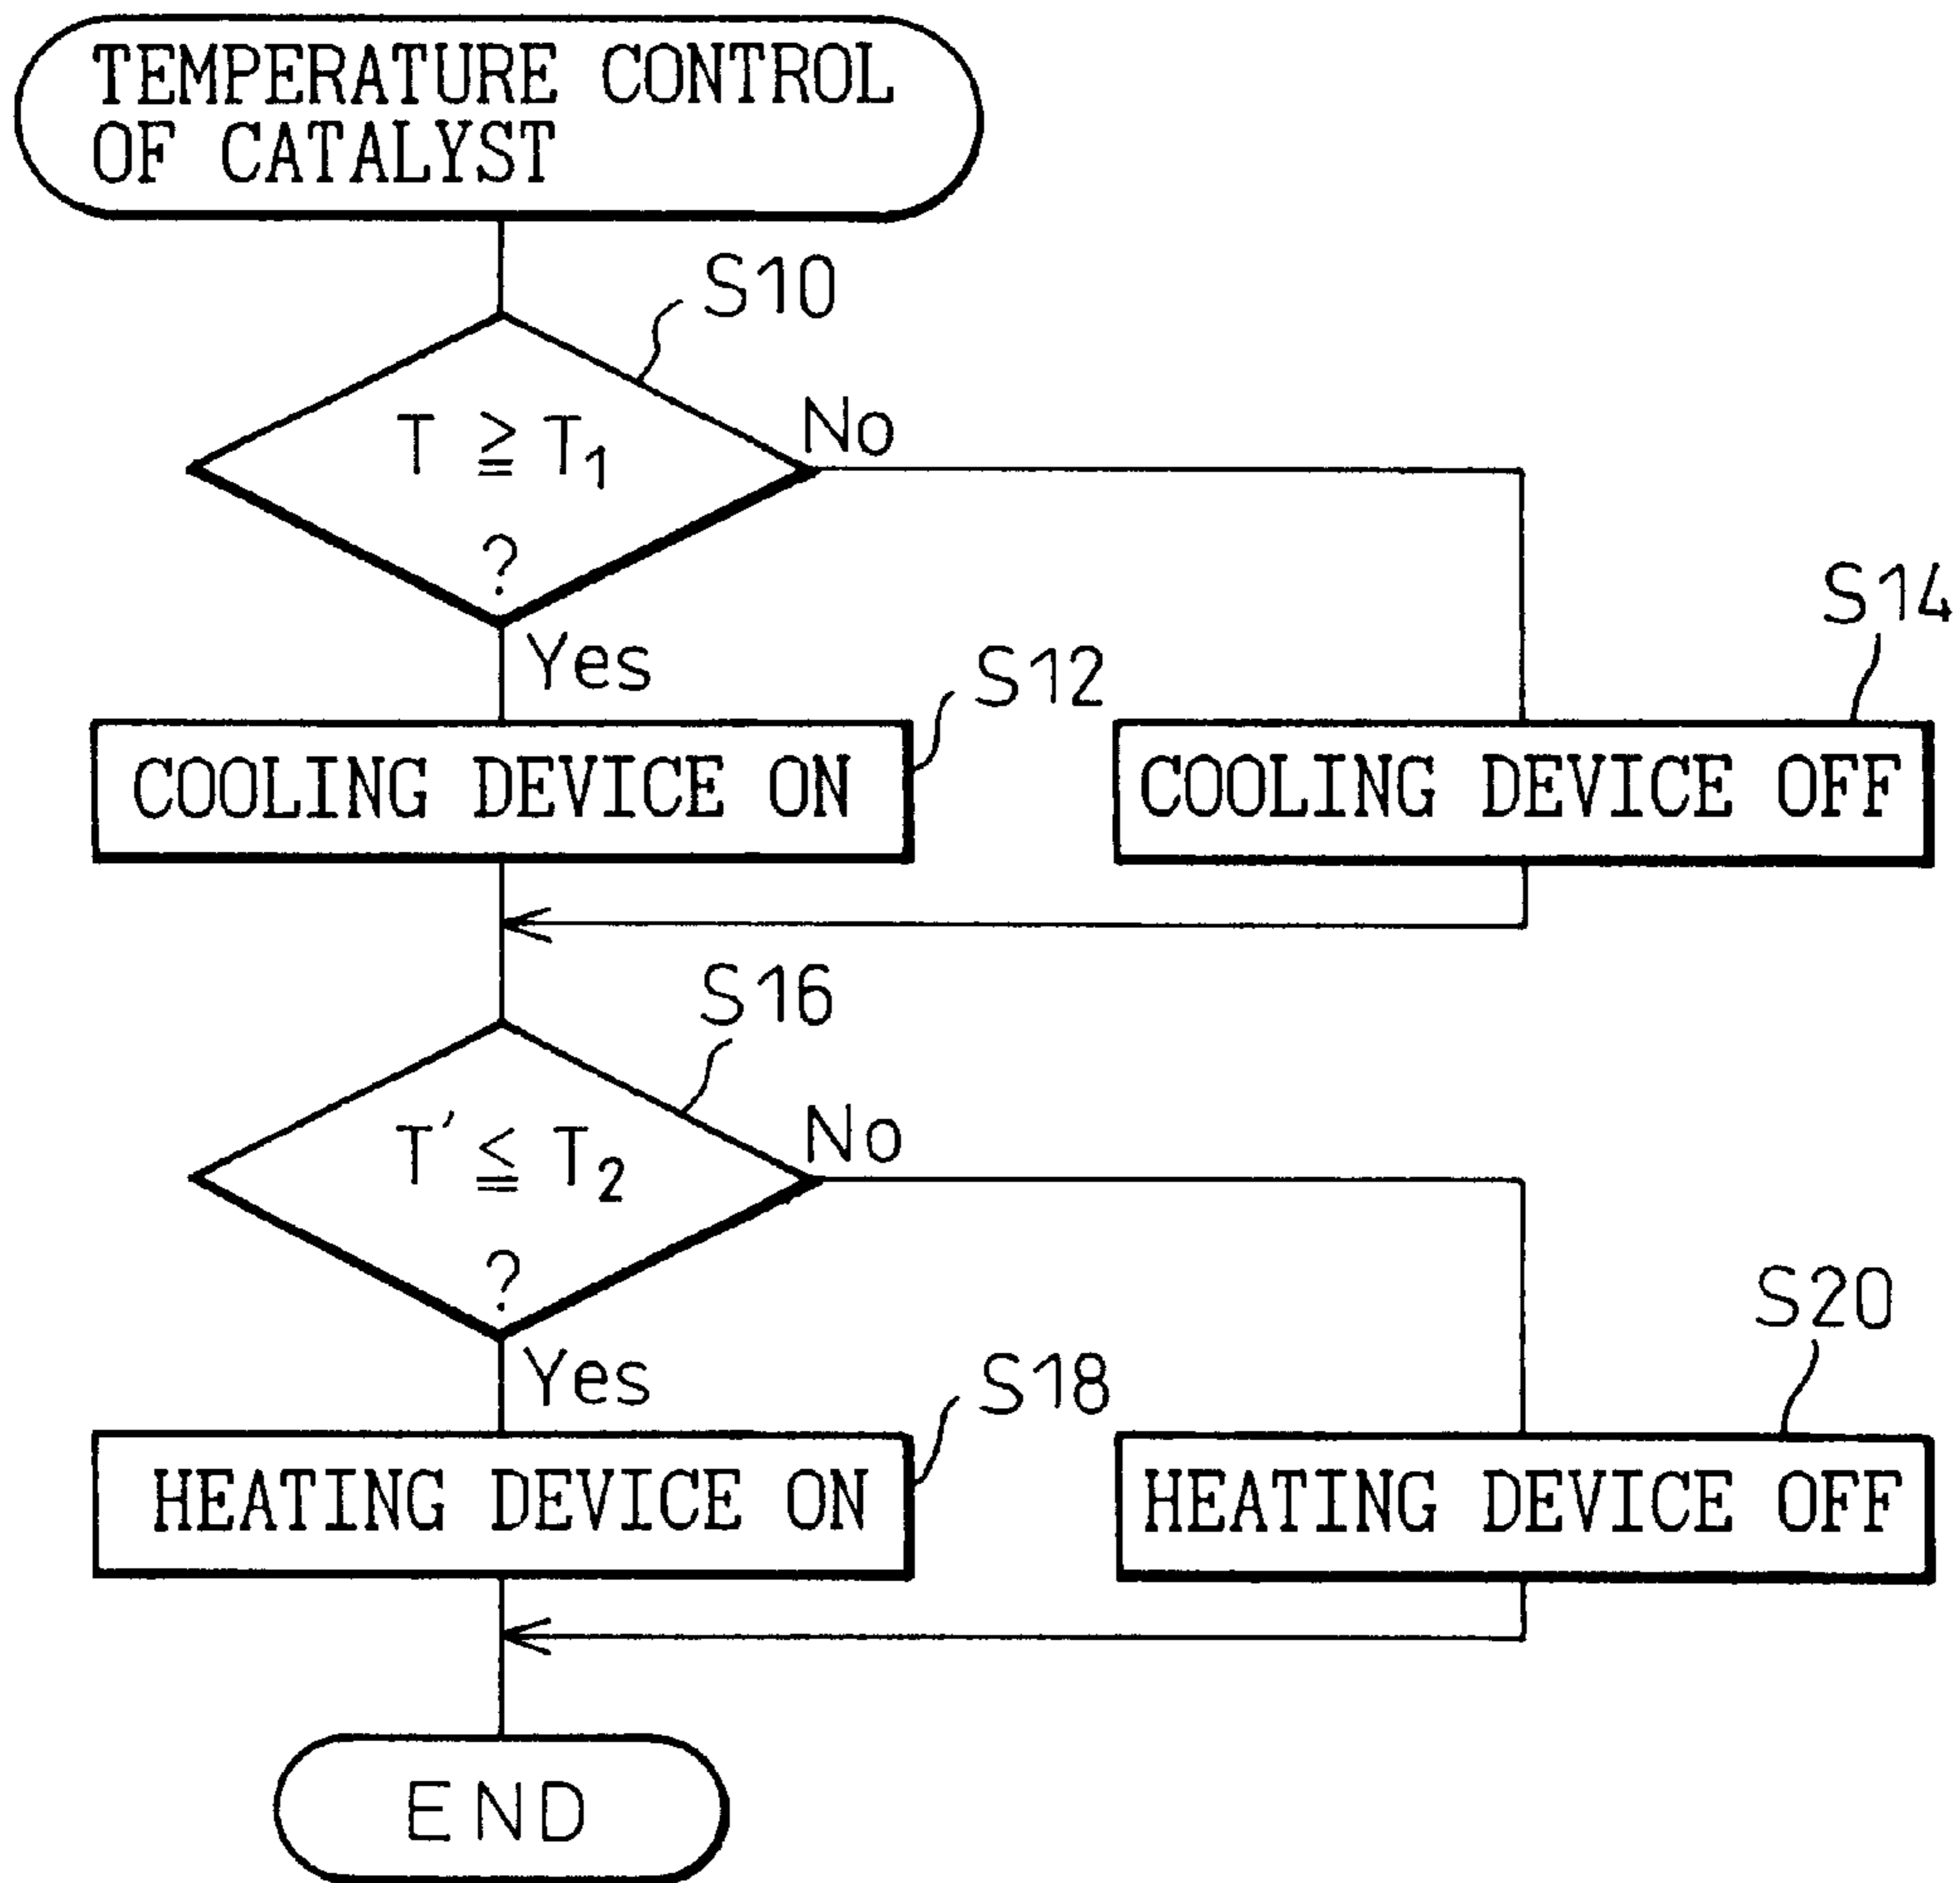 TEMPERATURE CONTROL
OF CATALYST
S10
T ≧ T₁
?
No
Yes
S12
S14
COOLING DEVICE ON
COOLING DEVICE OFF
S16
T′ ≦ T₂
?
No
Yes
S18
S20
HEATING DEVICE ON
HEATING DEVICE OFF
END